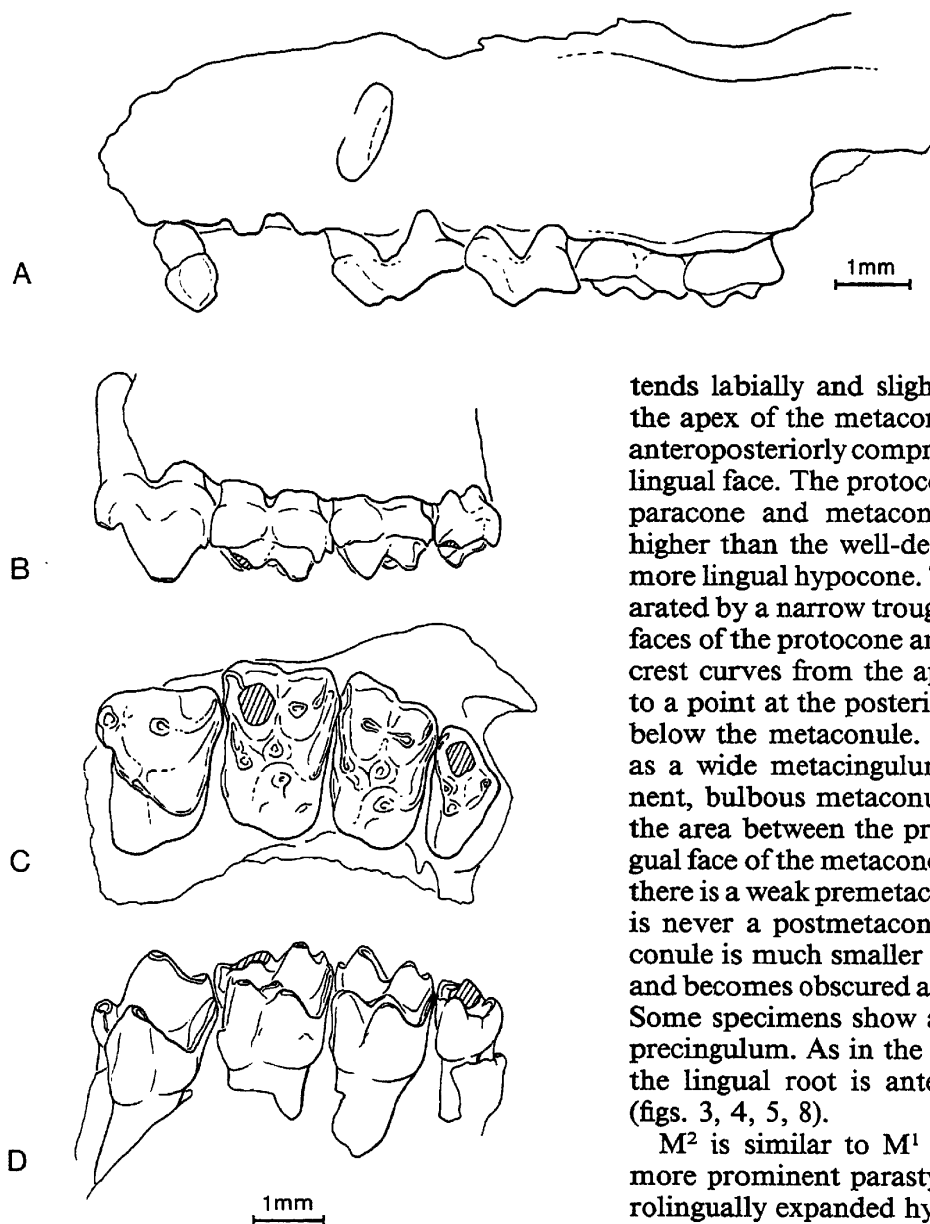 A
1mm
B
C
D
1mm
tends labially and sligh
the apex of the metacor
anteroposteriorly compr
lingual face. The protoco
paracone and metacon
higher than the well-de
more lingual hypocone.
arated by a narrow troug
faces of the protocone ar
crest curves from the ap
to a point at the posteri
below the metaconule.
as a wide metacingulum
nent, bulbous metaconu
the area between the pr
gual face of the metacone
there is a weak premetac
is never a postmetacon
conule is much smaller
and becomes obscured a
Some specimens show a
precingulum. As in the
the lingual root is ante
(figs. 3, 4, 5, 8).
M² is similar to M¹
more prominent parasty
rolingually expanded hy